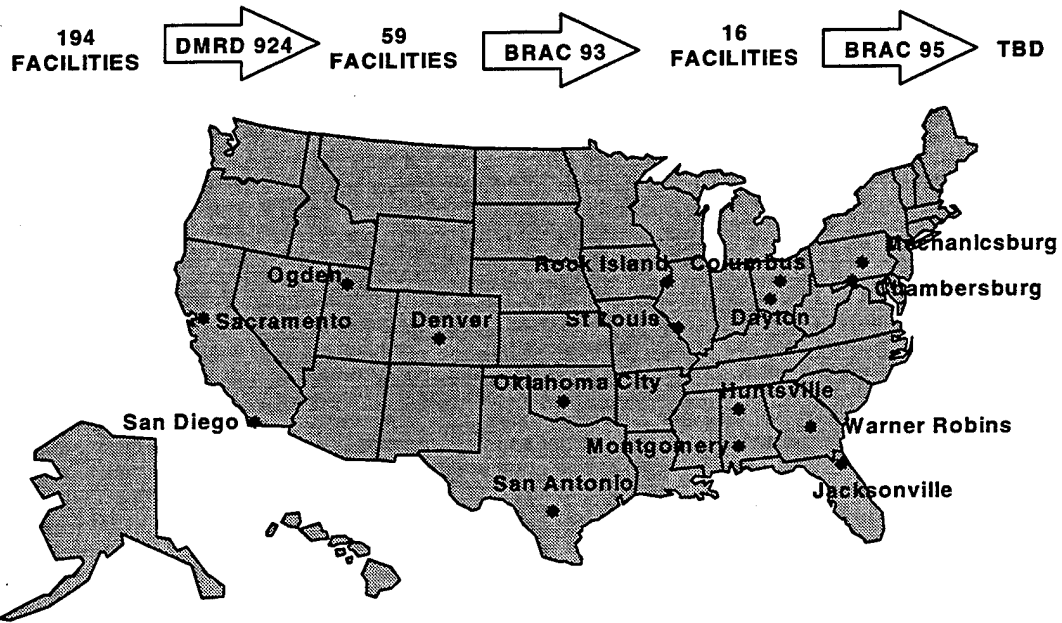 194
FACILITIES
DMRD 924
59
FACILITIES
BRAC 93
16
FACILITIES
BRAC 95
TBD
Mechanicsburg
Rock Island
Columbus
Ogden
Chambersburg
Sacramento
Denver
St Louis
Dayton
Oklahoma City
Huntsville
San Diego
Warner Robins
Montgomery
San Antonio
Jacksonville